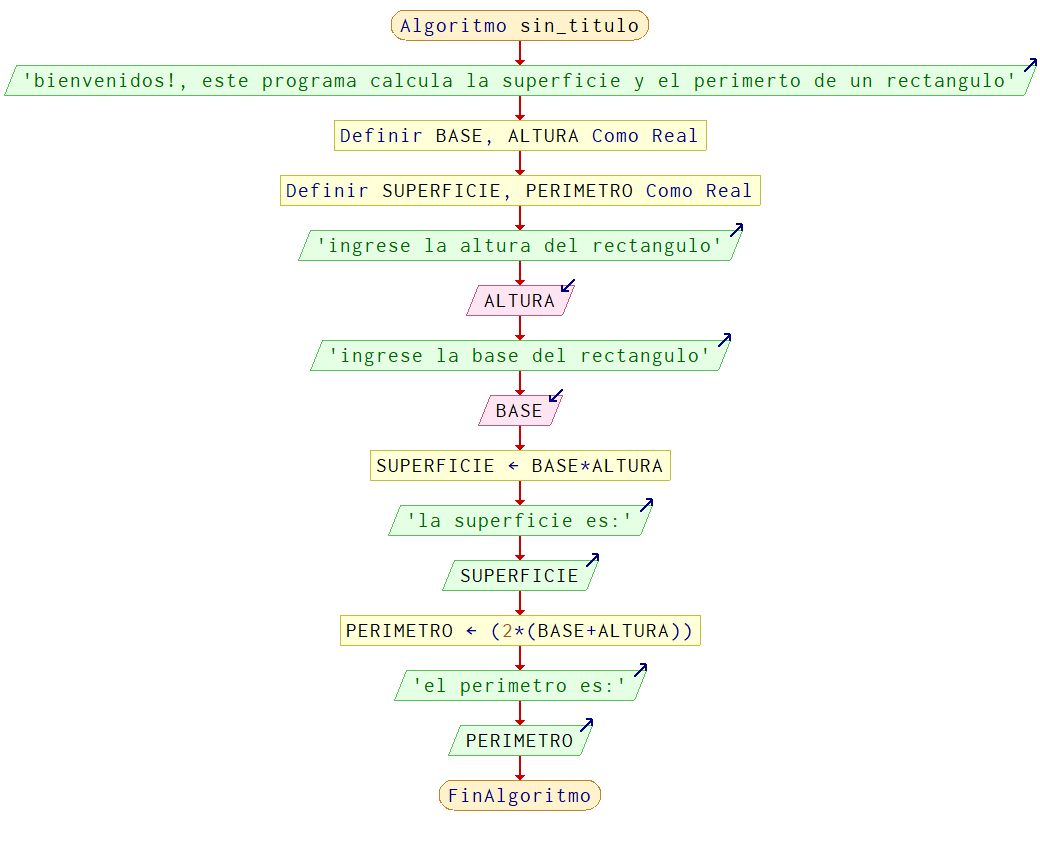 Algoritmo sin_titulo
'bienvenidos!, este programa calcula la superficie y el perimerto de un rectangulo'
Definir BASE, ALTURA Como Real
Definir SUPERFICIE, PERIMETRO Como Real
'ingrese la altura del rectangulo'
ALTURA
'ingrese la base del rectangulo'
BASE
SUPERFICIE ← BASE*ALTURA
'la superficie es:'
SUPERFICIE
PERIMETRO ← (2*(BASE+ALTURA))
'el perimetro es:'
PERIMETRO
FinAlgoritmo